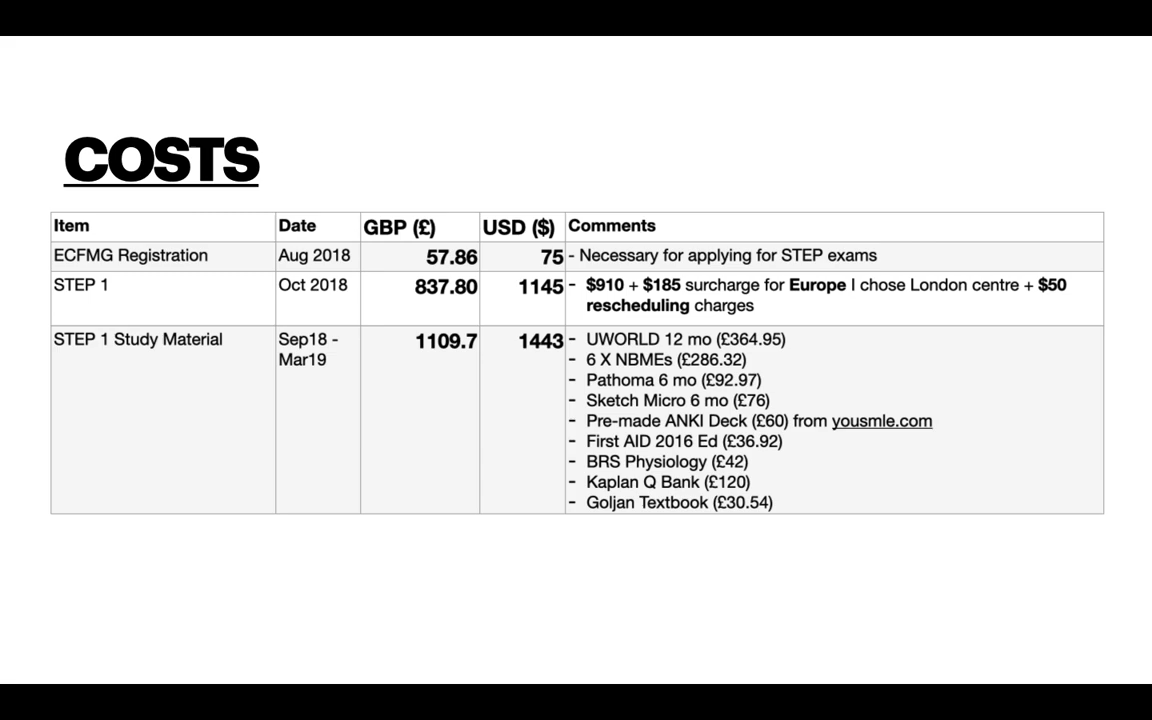 COSTS
Item Date GBP (£) USD ($) Comments
ECFMG Registration Aug 2018 57.86 75 - Necessary for applying for STEP exams
STEP 1 Oct 2018 837.80 1145 - $910 + $185 surcharge for Europe I chose London centre + $50
rescheduling charges
STEP 1 Study Material Sep18 - 1109.7 1443 - UWORLD 12 mo (£364.95)
Mar19 - 6 X NBMEs (£286.32)
- Pathoma 6 mo (£92.97)
- Sketch Micro 6 mo (£76)
- Pre-made ANKI Deck (£60) from yousmle.com
- First AID 2016 Ed (£36.92)
- BRS Physiology (£42)
- Kaplan Q Bank (£120)
- Goljan Textbook (£30.54)